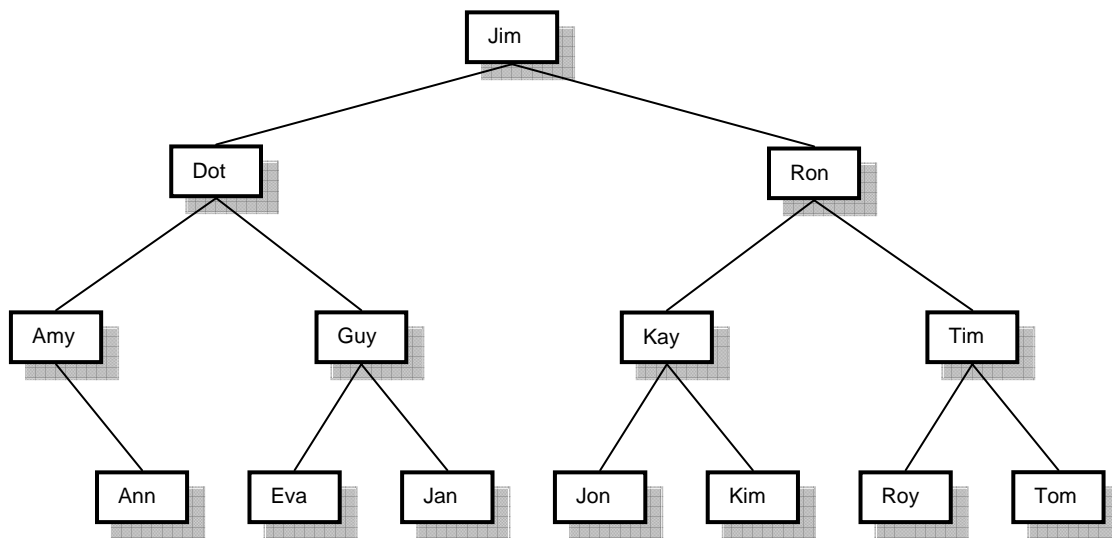 Jim
Dot
Ron
Amy
Guy
Kay
Tim
Ann
Eva
Jan
Jon
Kim
Roy
Tom